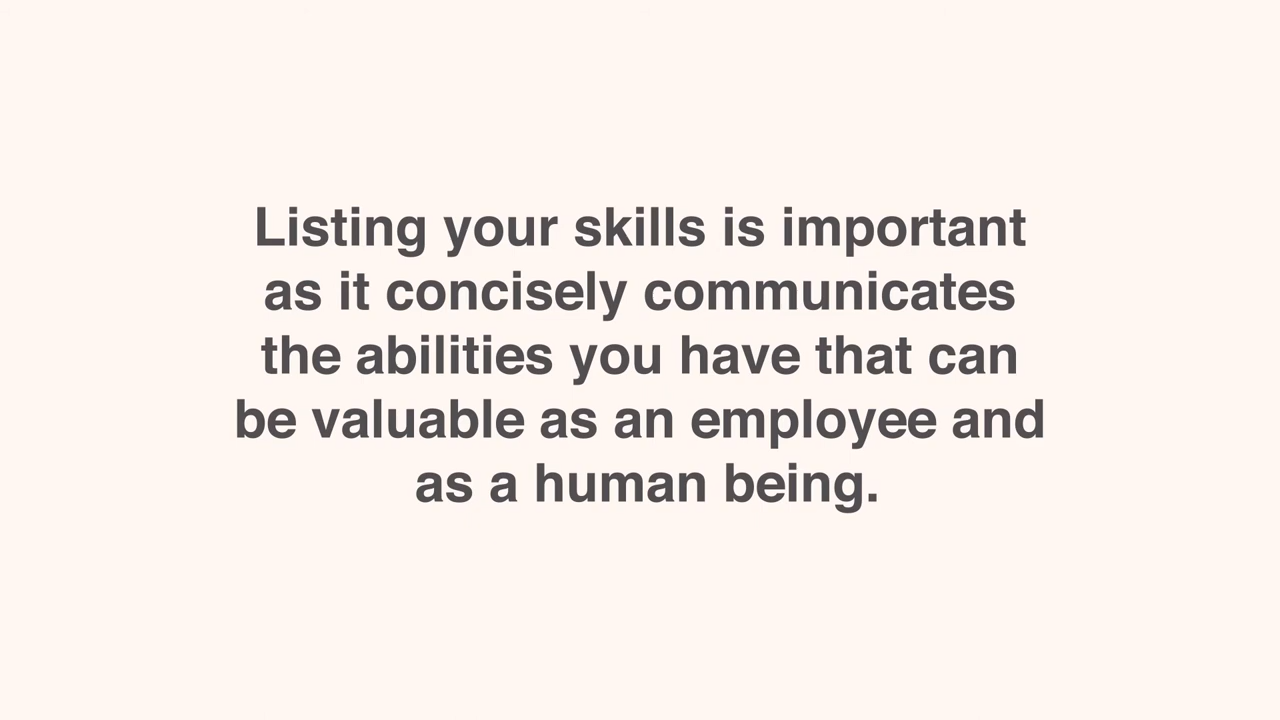 Listing your skills is important
as it concisely communicates
the abilities you have that can
be valuable as an employee and
as a human being.